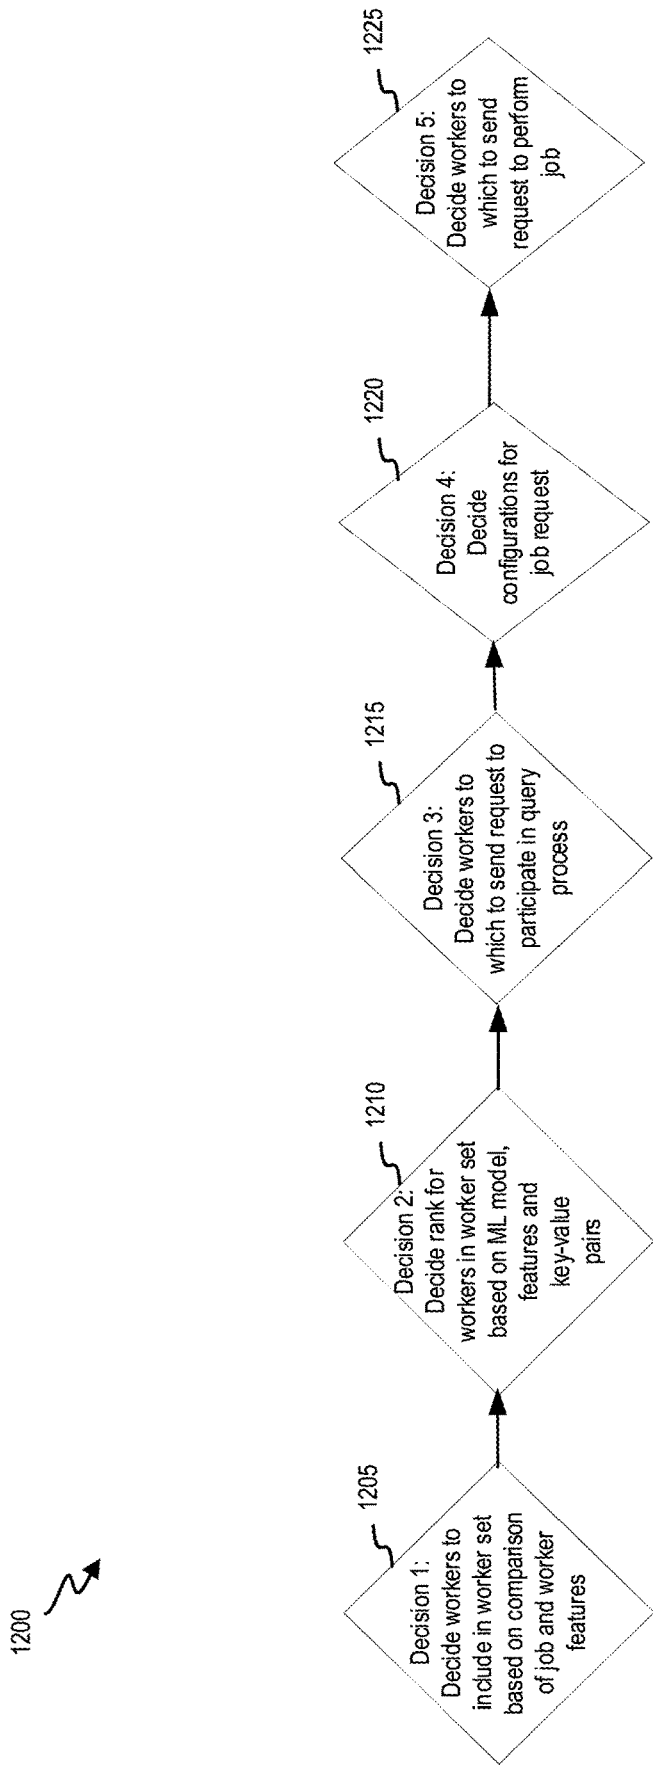 1200
1205
Decision 1:
Decide workers to
include in worker set
based on comparison
of job and worker
features
1210
Decision 2:
Decide rank for
workers in worker set
based on ML model,
features and
key-value
pairs
1215
Decision 3:
Decide workers to
which to send request to
participate in query
process
1220
Decision 4:
Decide
configurations for
job request
1225
Decision 5:
Decide workers to
which to send
request to perform
job